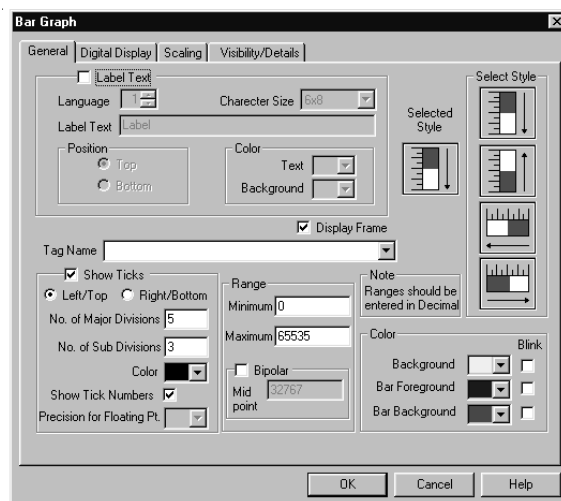 Bar Graph
General
Digital Display
Scaling
Visibility/Details
Label Text
Language 1
Charecter Size 6x8
Label Text Label
Position
Top
Bottom
Color
Text
Background
Selected
Style
Select Style
Display Frame
Tag Name
Show Ticks
Left/Top
Right/Bottom
No. of Major Divisions 5
No. of Sub Divisions 3
Color
Show Tick Numbers
Precision for Floating Pt.
Range
Minimum 0
Maximum 65535
Bipolar
Mid
point
32767
Note
Ranges should be
entered in Decimal
Color
Blink
Background
Bar Foreground
Bar Background
OK
Cancel
Help